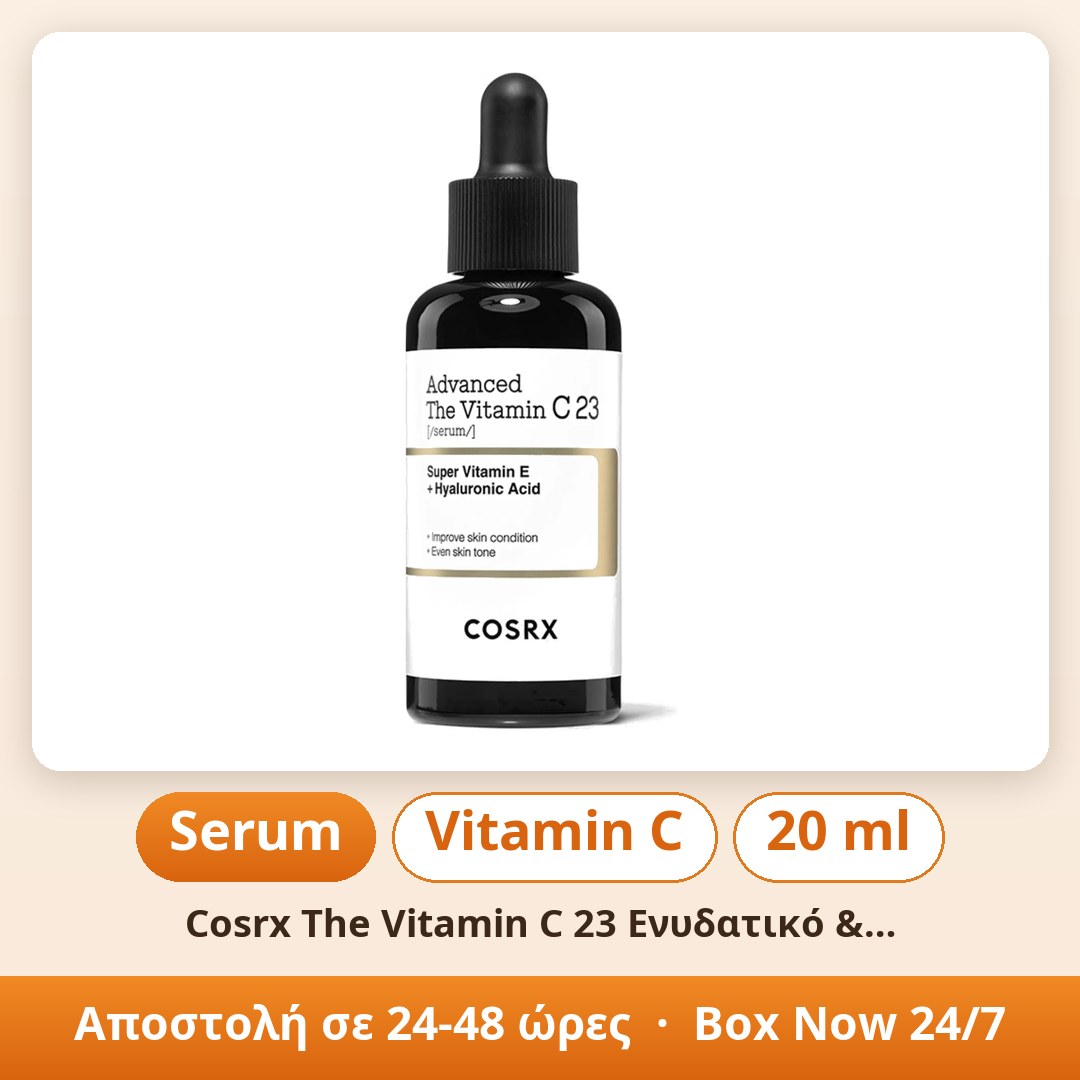 Advanced
The Vitamin C 23
[/serum/]
Super Vitamin E
+Hyaluronic Acid
• Improve skin condition
• Even skin tone
COSRX
Serum
Vitamin C
20 ml
Cosrx The Vitamin C 23 Ενυδατικό &...
Αποστολή σε 24-48 ώρες · Box Now 24/7